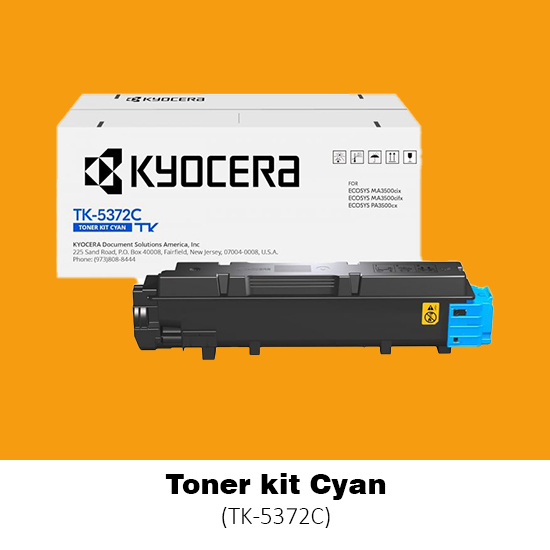 KYOCERA
KYOCERA
FOR
ECOSYS MA3500cix
ECOSYS MA3500cifx
ECOSYS PA3500cx
TK-5372C
TONER KIT CYAN TK
KYOCERA Document Solutions America, Inc
225 Sand Road, P.O. Box 40008, Fairfield, New Jersey, 07004-0008, U.S.A.
Phone: (973)808-8444
Toner kit Cyan
(TK-5372C)